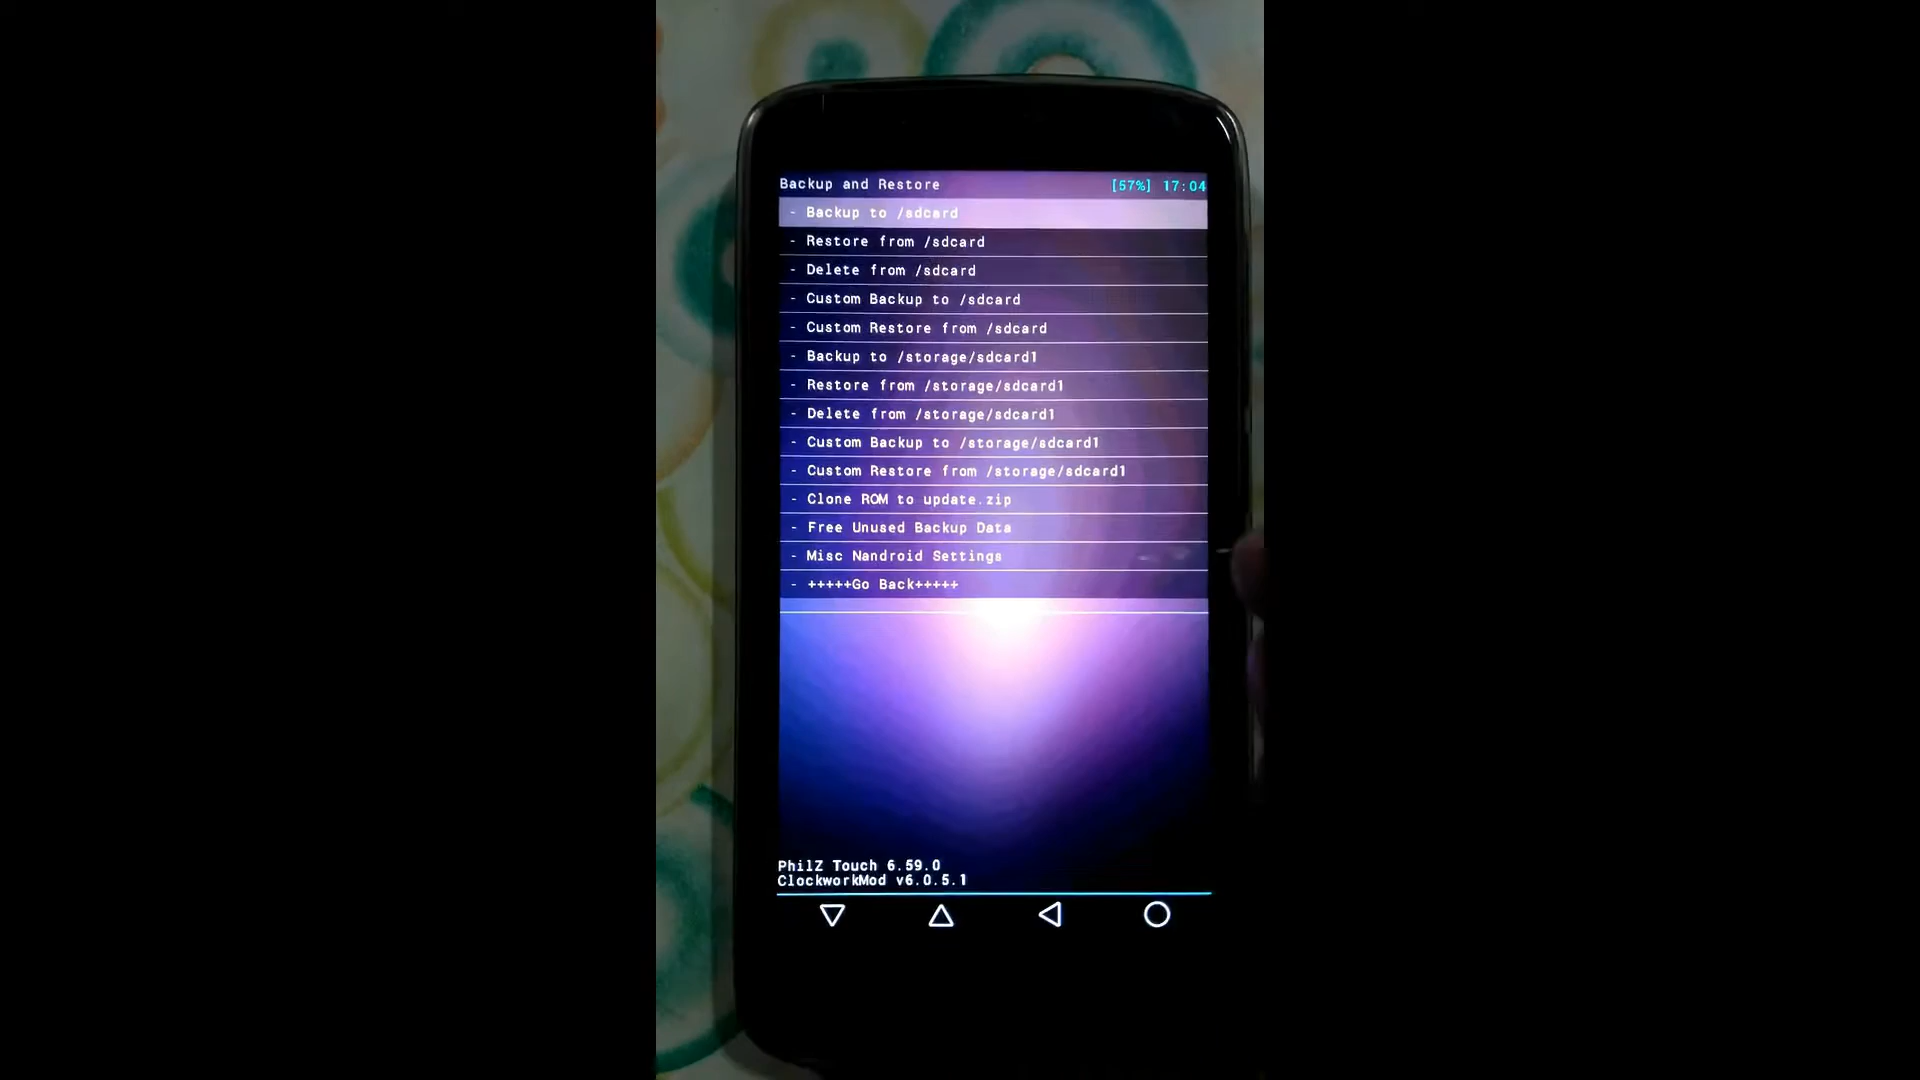 Backup and Restore [57%] 17:04
- Backup to /sdcard
- Restore from /sdcard
- Delete from /sdcard
- Custom Backup to /sdcard
- Custom Restore from /sdcard
- Backup to /storage/sdcard1
- Restore from /storage/sdcard1
- Delete from /storage/sdcard1
- Custom Backup to /storage/sdcard1
- Custom Restore from /storage/sdcard1
- Clone ROM to update.zip
- Free Unused Backup Data
- Misc Nandroid Settings
- +++++Go Back+++++
PhilZ Touch 6.59.0
ClockworkMod v6.0.5.1